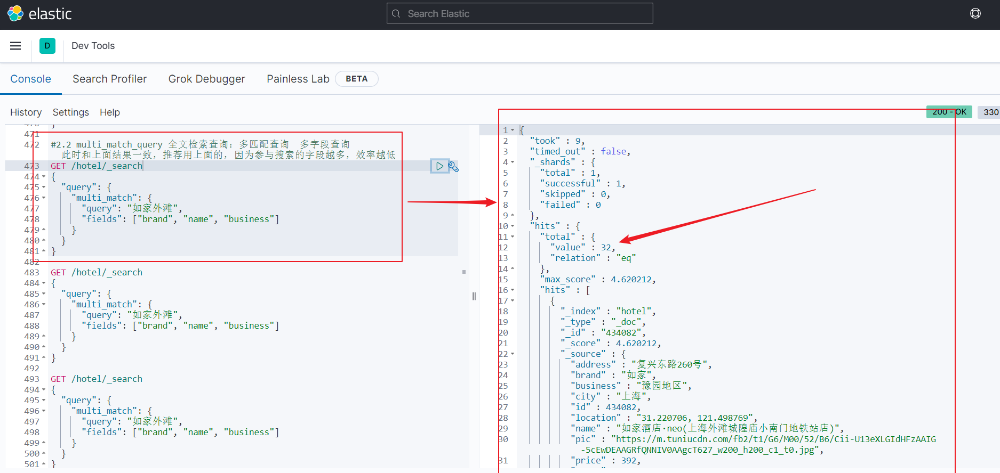 elastic
Search Elastic
D
Dev Tools
Console
Search Profiler
Grok Debugger
Painless Lab
BETA
History
Settings
Help
200 - OK
330
471
472 #2.2 multi_match_query 全文检索查询：多匹配查询  多字段查询
此时和上面结果一致，推荐用上面的，因为参与搜索的字段越多，效率越低
473 GET /hotel/_search
474 {
475 "query": {
476 "multi_match": {
477 "query": "如家外滩",
478 "fields": ["brand", "name", "business"]
479 }
480 }
481 }
482
483 GET /hotel/_search
484 {
485 "query": {
486 "multi_match": {
487 "query": "如家外滩",
488 "fields": ["brand", "name", "business"]
489 }
490 }
491 }
492
493 GET /hotel/_search
494 {
495 "query": {
496 "multi_match": {
497 "query": "如家外滩",
498 "fields": ["brand", "name", "business"]
499 }
500 }
501 }
1 {
2 "took" : 9,
3 "timed_out" : false,
4 "_shards" : {
5 "total" : 1,
6 "successful" : 1,
7 "skipped" : 0,
8 "failed" : 0
9 },
10 "hits" : {
11 "total" : {
12 "value" : 32,
13 "relation" : "eq"
14 },
15 "max_score" : 4.620212,
16 "hits" : [
17 {
18 "_index" : "hotel",
19 "_type" : "_doc",
20 "_id" : "434082",
21 "_score" : 4.620212,
22 "_source" : {
23 "address" : "复兴东路260号",
24 "brand" : "如家",
25 "business" : "豫园地区",
26 "city" : "上海",
27 "id" : 434082,
28 "location" : "31.220706, 121.498769",
29 "name" : "如家酒店·neo(上海外滩城隍庙小南门地铁站店)",
30 "pic" : "https://m.tuniucdn.com/fb2/t1/G6/M00/52/B6/Cii-U13eXLGIdHFzAAIG
-5cEwDEAAGRfQNNIV0AAgcT627_w200_h200_c1_t0.jpg",
31 "price" : 392,